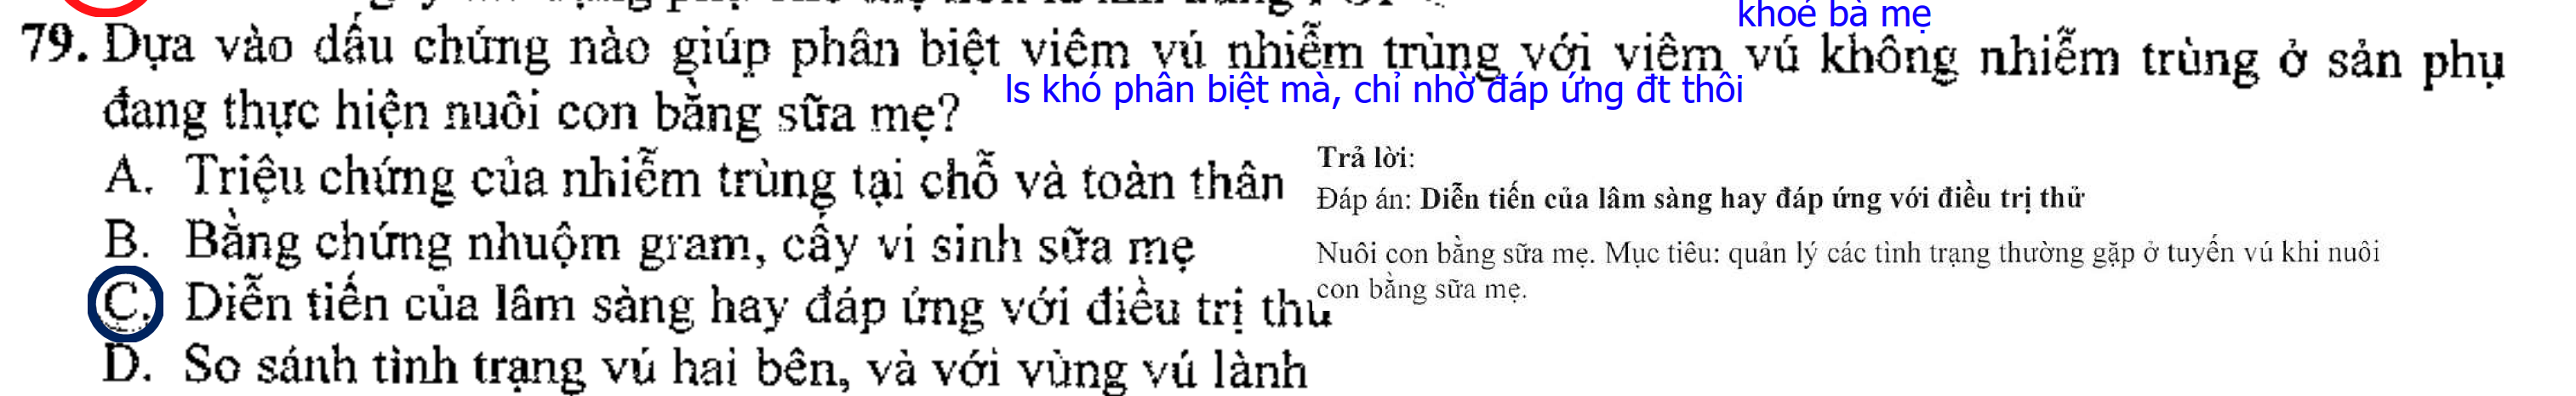 khoẻ bà mẹ
79. Dựa vào dấu chứng nào giúp phân biệt viêm vú nhiễm trùng với viêm vú không nhiễm trùng ở sản phụ
đang thực hiện nuôi con bằng sữa mẹ?
ls khó phân biệt mà, chỉ nhờ đáp ứng đt thôi
A. Triệu chứng của nhiễm trùng tại chỗ và toàn thân
B. Bằng chứng nhuộm gram, cấy vi sinh sữa mẹ
C. Diễn tiến của lâm sàng hay đáp ứng với điều trị thử
D. So sánh tình trạng vú hai bên, và với vùng vú lành
Trả lời:
Đáp án: Diễn tiến của lâm sàng hay đáp ứng với điều trị thử
Nuôi con bằng sữa mẹ. Mục tiêu: quản lý các tình trạng thường gặp ở tuyến vú khi nuôi
con bằng sữa mẹ.